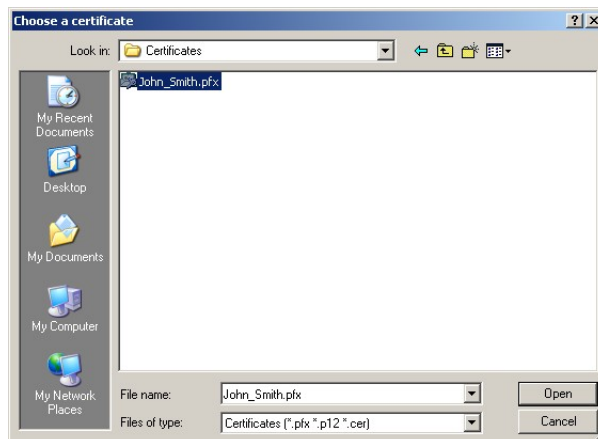 Choose a certificate
Look in: Certificates
John_Smith.pfx
My Recent
Documents
Desktop
My Documents
My Computer
My Network
Places
File name: John_Smith.pfx Open
Files of type: Certificates (*.pfx *.p12 *.cer) Cancel